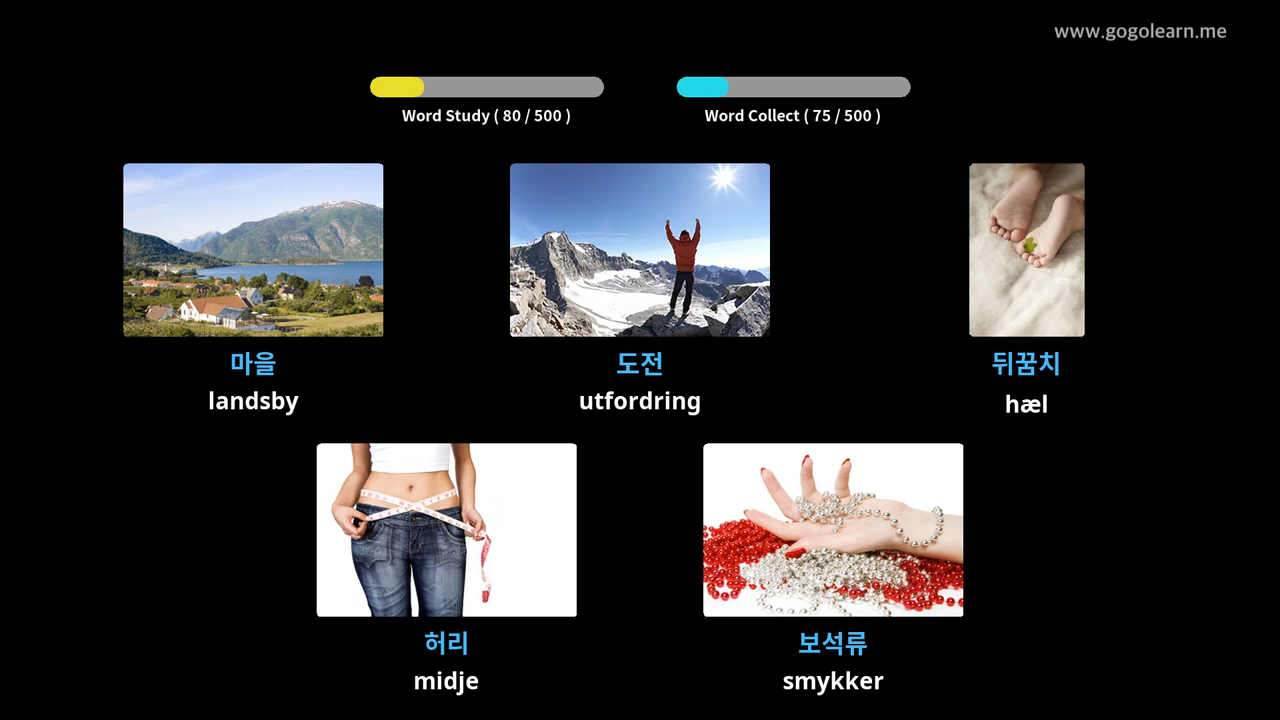 www.gogolearn.me
Word Study ( 80 / 500 )
Word Collect ( 75 / 500 )
마을
landsby
도전
utfordring
뒤꿈치
hæl
허리
midje
보석류
smykker